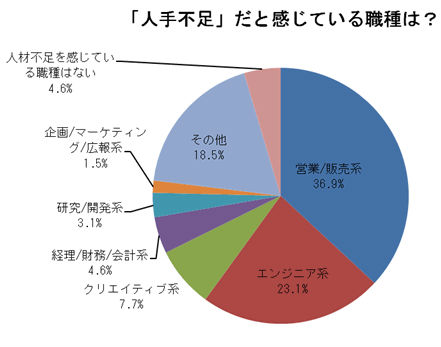 「人手不足」だと感じている職種は？
人材不足を感じてい
る職種はない
4.6%
企画/マーケティン
グ/広報系
1.5%
研究/開発系
3.1%
経理/財務/会計系
4.6%
クリエイティブ系
7.7%
その他
18.5%
営業/販売系
36.9%
エンジニア系
23.1%